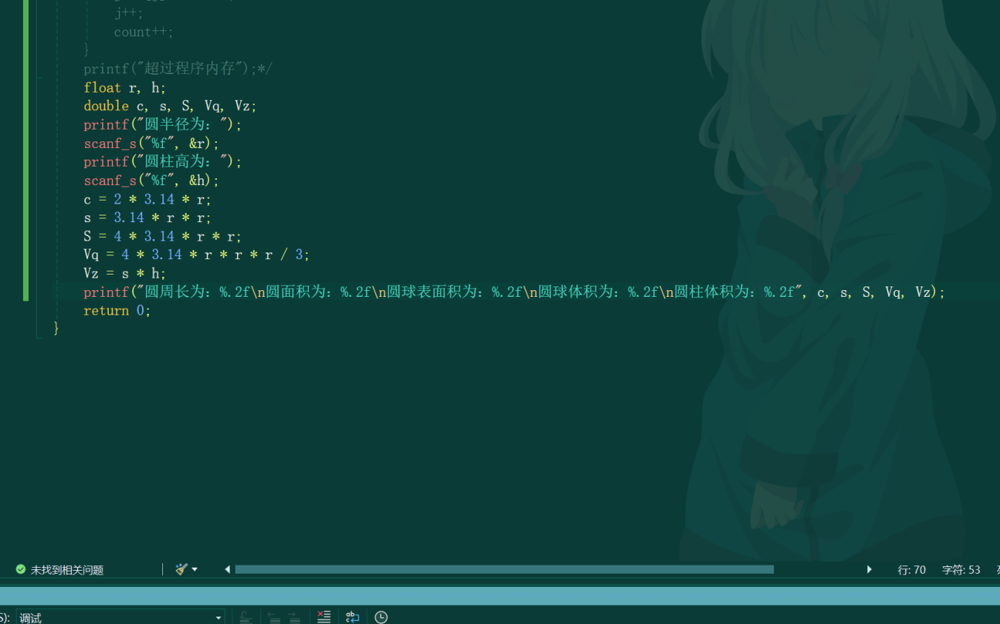 j++;
count++;
}
printf("超过程序内存");*/
float r, h;
double c, s, S, Vq, Vz;
printf("圆半径为：");
scanf_s("%f", &r);
printf("圆柱高为：");
scanf_s("%f", &h);
c = 2 * 3.14 * r;
s = 3.14 * r * r;
S = 4 * 3.14 * r * r;
Vq = 4 * 3.14 * r * r * r / 3;
Vz = s * h;
printf("圆周长为：%.2f\n圆面积为：%.2f\n圆球表面积为：%.2f\n圆球体积为：%.2f\n圆柱体积为：%.2f", c, s, S, Vq, Vz);
return 0;
}
未找到相关问题
行: 70 字符: 53
S): 调试